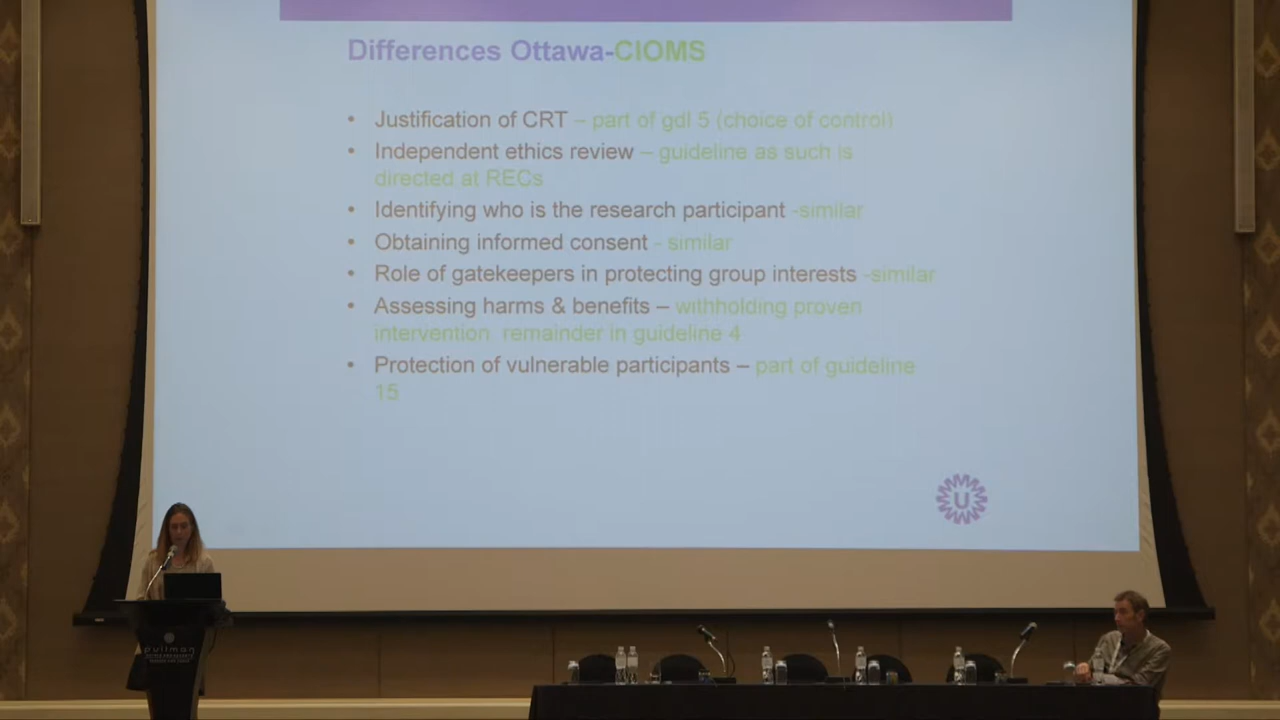 Differences Ottawa-CIOMS
• Justification of CRT – part of gdl 5 (choice of control)
• Independent ethics review – guideline as such is
directed at RECs
• Identifying who is the research participant -similar
• Obtaining informed consent - similar
• Role of gatekeepers in protecting group interests -similar
• Assessing harms & benefits – withholding proven
intervention remainder in guideline 4
• Protection of vulnerable participants – part of guideline
15
U
pullman